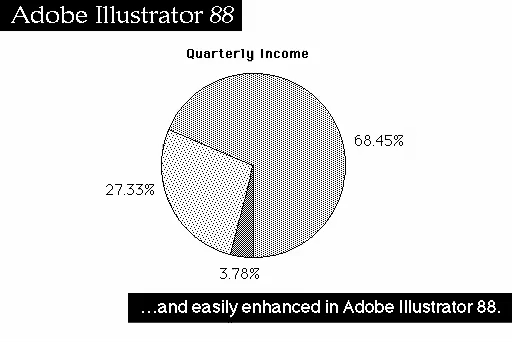 Adobe Illustrator 88
Quarterly Income
68.45%
27.33%
3.78%
...and easily enhanced in Adobe Illustrator 88.